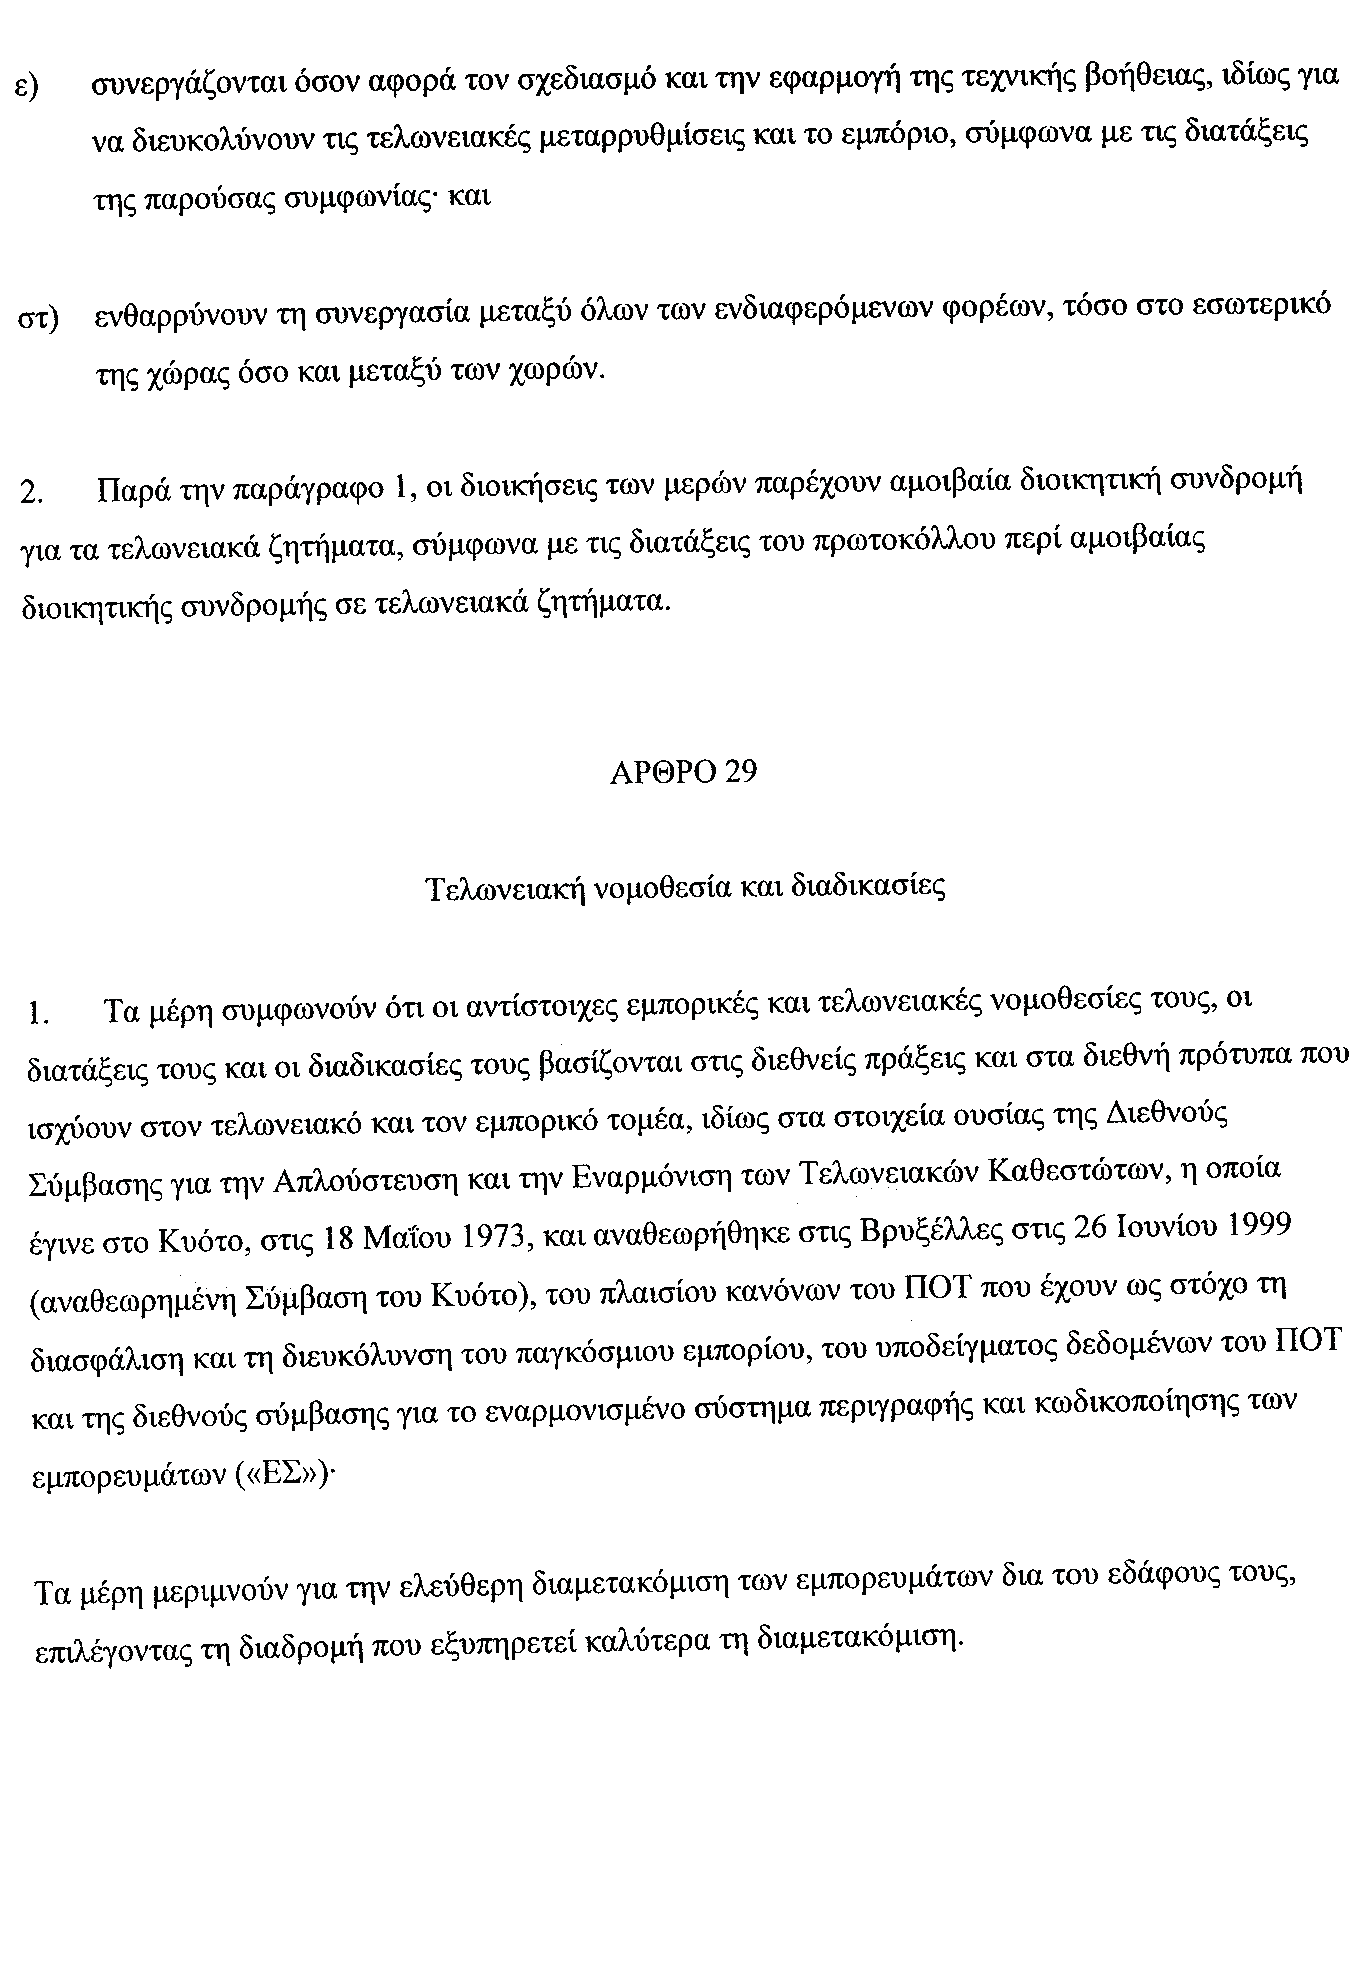 ε) συνεργάζονται όσον αφορά τον σχεδιασμό και την εφαρμογή της τεχνικής βοήθειας, ιδίως για
να διευκολύνουν τις τελωνειακές μεταρρυθμίσεις και το εμπόριο, σύμφωνα με τις διατάξεις
της παρούσας συμφωνίας· και
στ) ενθαρρύνουν τη συνεργασία μεταξύ όλων των ενδιαφερόμενων φορέων, τόσο στο εσωτερικό
της χώρας όσο και μεταξύ των χωρών.
2. Παρά την παράγραφο 1, οι διοικήσεις των μερών παρέχουν αμοιβαία διοικητική συνδρομή
για τα τελωνειακά ζητήματα, σύμφωνα με τις διατάξεις του πρωτοκόλλου περί αμοιβαίας
διοικητικής συνδρομής σε τελωνειακά ζητήματα.
ΑΡΘΡΟ 29
Τελωνειακή νομοθεσία και διαδικασίες
1. Τα μέρη συμφωνούν ότι οι αντίστοιχες εμπορικές και τελωνειακές νομοθεσίες τους, οι
διατάξεις τους και οι διαδικασίες τους βασίζονται στις διεθνείς πράξεις και στα διεθνή πρότυπα που
ισχύουν στον τελωνειακό και τον εμπορικό τομέα, ιδίως στα στοιχεία ουσίας της Διεθνούς
Σύμβασης για την Απλούστευση και την Εναρμόνιση των Τελωνειακών Καθεστώτων, η οποία
έγινε στο Κυότο, στις 18 Μαΐου 1973, και αναθεωρήθηκε στις Βρυξέλλες στις 26 Ιουνίου 1999
(αναθεωρημένη Σύμβαση του Κυότο), του πλαισίου κανόνων του ΠΟΤ που έχουν ως στόχο τη
διασφάλιση και τη διευκόλυνση του παγκόσμιου εμπορίου, του υποδείγματος δεδομένων του ΠΟΤ
και της διεθνούς σύμβασης για το εναρμονισμένο σύστημα περιγραφής και κωδικοποίησης των
εμπορευμάτων («ΕΣ»)·
Τα μέρη μεριμνούν για την ελεύθερη διαμετακόμιση των εμπορευμάτων δια του εδάφους τους,
επιλέγοντας τη διαδρομή που εξυπηρετεί καλύτερα τη διαμετακόμιση.